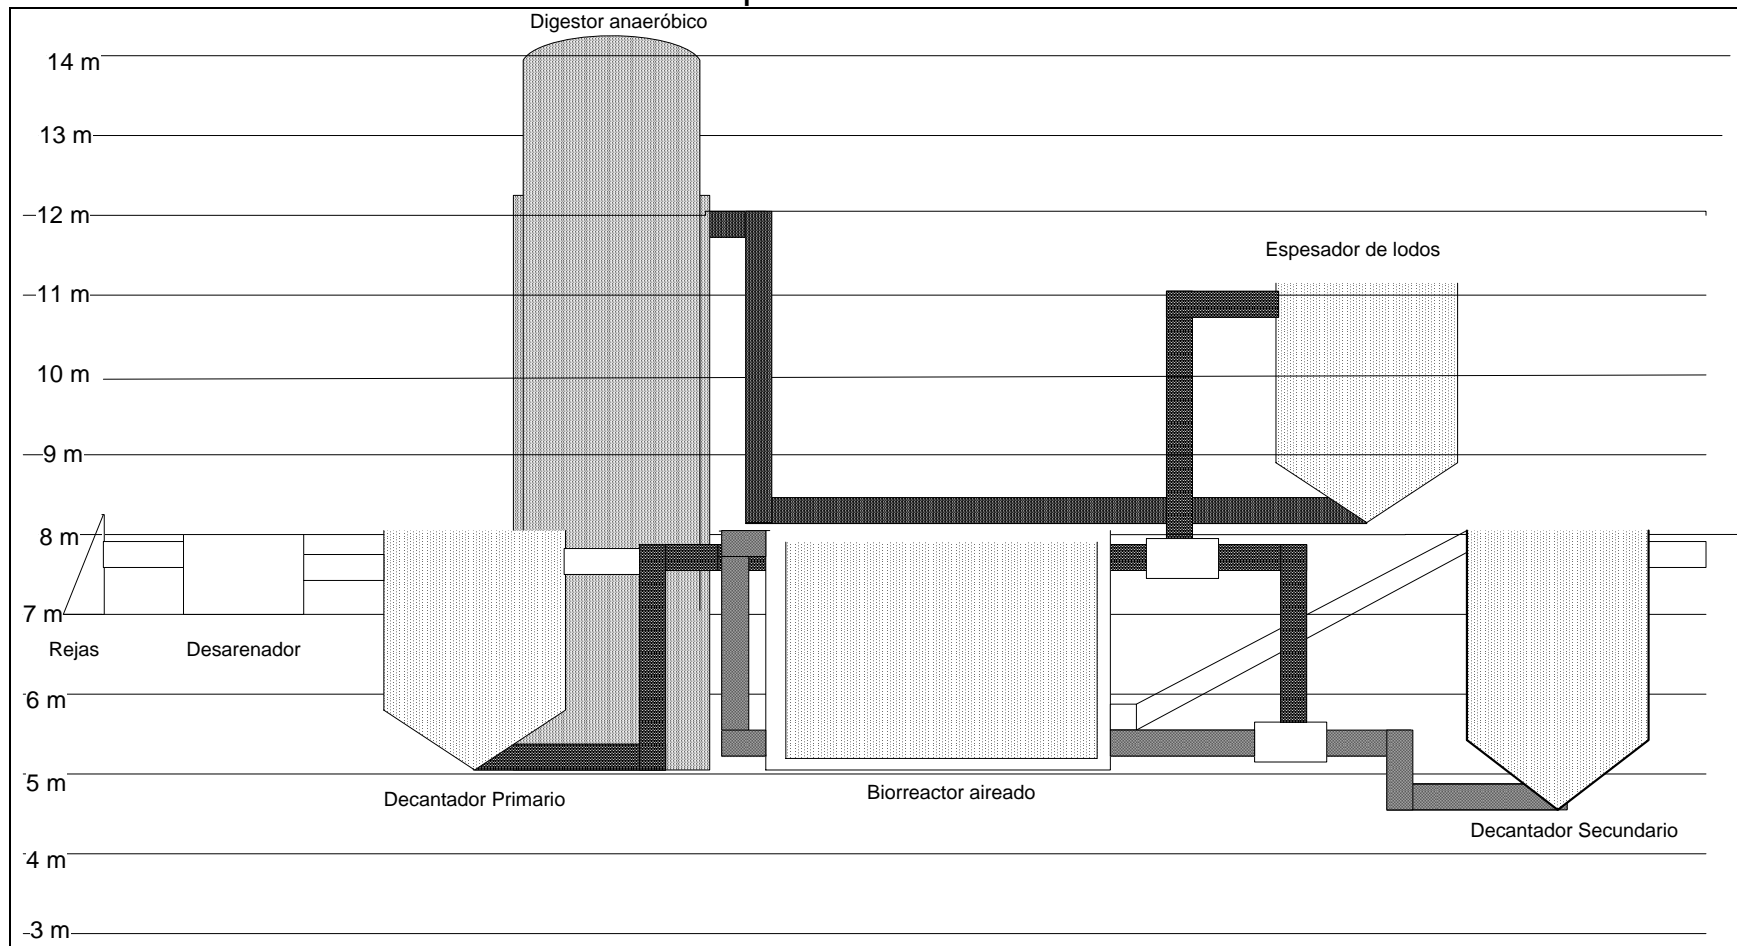 Digestor anaeróbico
14 m
13 m
12 m
Espesador de lodos
11 m
10 m
9 m
8 m
7 m
Rejas
Desarenador
6 m
5 m
Decantador Primario
Biorreactor aireado
Decantador Secundario
4 m
3 m